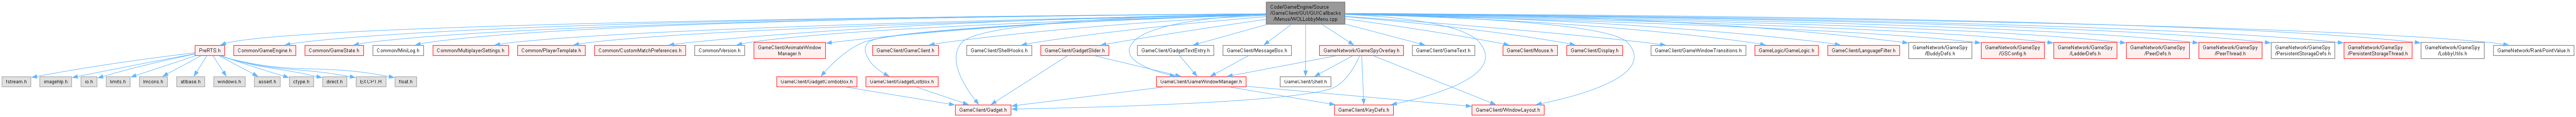 Code/GameEngine/Source
/GameClient/GUI/GUICallbacks
/Menus/WOLLobbyMenu.cpp
PreRTS.h
Common/GameEngine.h
Common/GameState.h
Common/MiniLog.h
Common/MultiplayerSettings.h
Common/PlayerTemplate.h
Common/CustomMatchPreferences.h
Common/Version.h
GameClient/AnimateWindow
Manager.h
GameClient/GameClient.h
GameClient/ShellHooks.h
GameClient/GadgetSlider.h
GameClient/GadgetTextEntry.h
GameClient/MessageBox.h
GameNetwork/GameSpyOverlay.h
GameClient/GameText.h
GameClient/Mouse.h
GameClient/Display.h
GameClient/GameWindowTransitions.h
GameLogic/GameLogic.h
GameClient/LanguageFilter.h
GameNetwork/GameSpy
/BuddyDefs.h
GameNetwork/GameSpy
/GSConfig.h
GameNetwork/GameSpy
/LadderDefs.h
GameNetwork/GameSpy
/PeerDefs.h
GameNetwork/GameSpy
/PeerThread.h
GameNetwork/GameSpy
/PersistentStorageDefs.h
GameNetwork/GameSpy
/PersistentStorageThread.h
GameNetwork/GameSpy
/LobbyUtils.h
GameNetwork/RankPointValue.h
fstream.h
imagehlp.h
io.h
limits.h
lmcons.h
atlbase.h
windows.h
assert.h
ctype.h
direct.h
EXCPT.H
float.h
GameClient/GadgetComboBox.h
GameClient/GadgetListBox.h
GameClient/GameWindowManager.h
GameClient/Shell.h
GameClient/Gadget.h
GameClient/KeyDefs.h
GameClient/WindowLayout.h